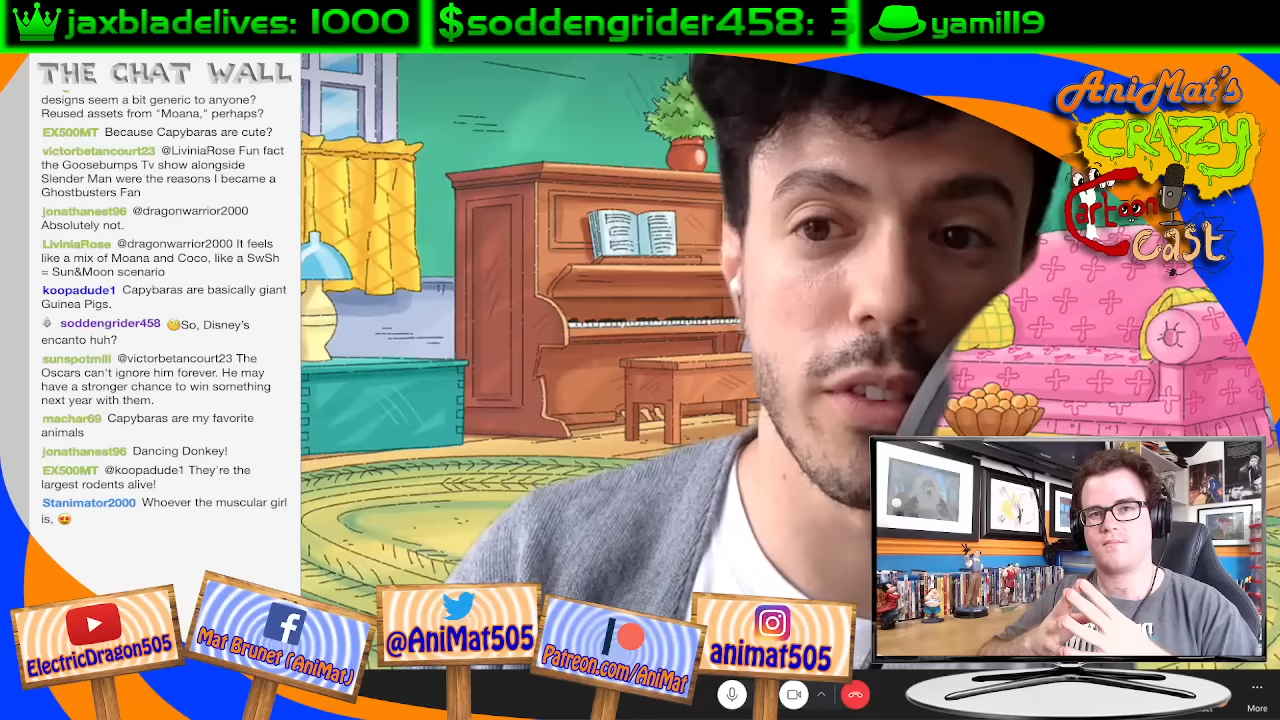 jaxbladelives: 1000
$soddengrider458: 3
yamill9
THE CHAT WALL
designs seem a bit generic to anyone?
Reused assets from "Moana," perhaps?
EX500MT Because Capybaras are cute?
victorbetancourt23 @LiviniaRose Fun fact
the Goosebumps Tv show alongside
Slender Man were the reasons I became a
Ghostbusters Fan
jonathanest96 @dragonwarrior2000
Absolutely not.
LiviniaRose @dragonwarrior2000 It feels
like a mix of Moana and Coco, like a SwSh
= Sun&Moon scenario
koopadude1 Capybaras are basically giant
Guinea Pigs.
soddengrider458 🤔So, Disney's
encanto huh?
sunspotmill @victorbetancourt23 The
Oscars can't ignore him forever. He may
have a stronger chance to win something
next year with them.
machar69 Capybaras are my favorite
animals
jonathanest96 Dancing Donkey!
EX500MT @koopadude1 They're the
largest rodents alive!
Stanimator2000 Whoever the muscular girl
is, 😍
AniMat's
CRAZY
Cartoon
Cast
ElectricDragon505
Mat Brunet (AniMat)
@AniMat505
Patreon.com/AniMat
animat505
More